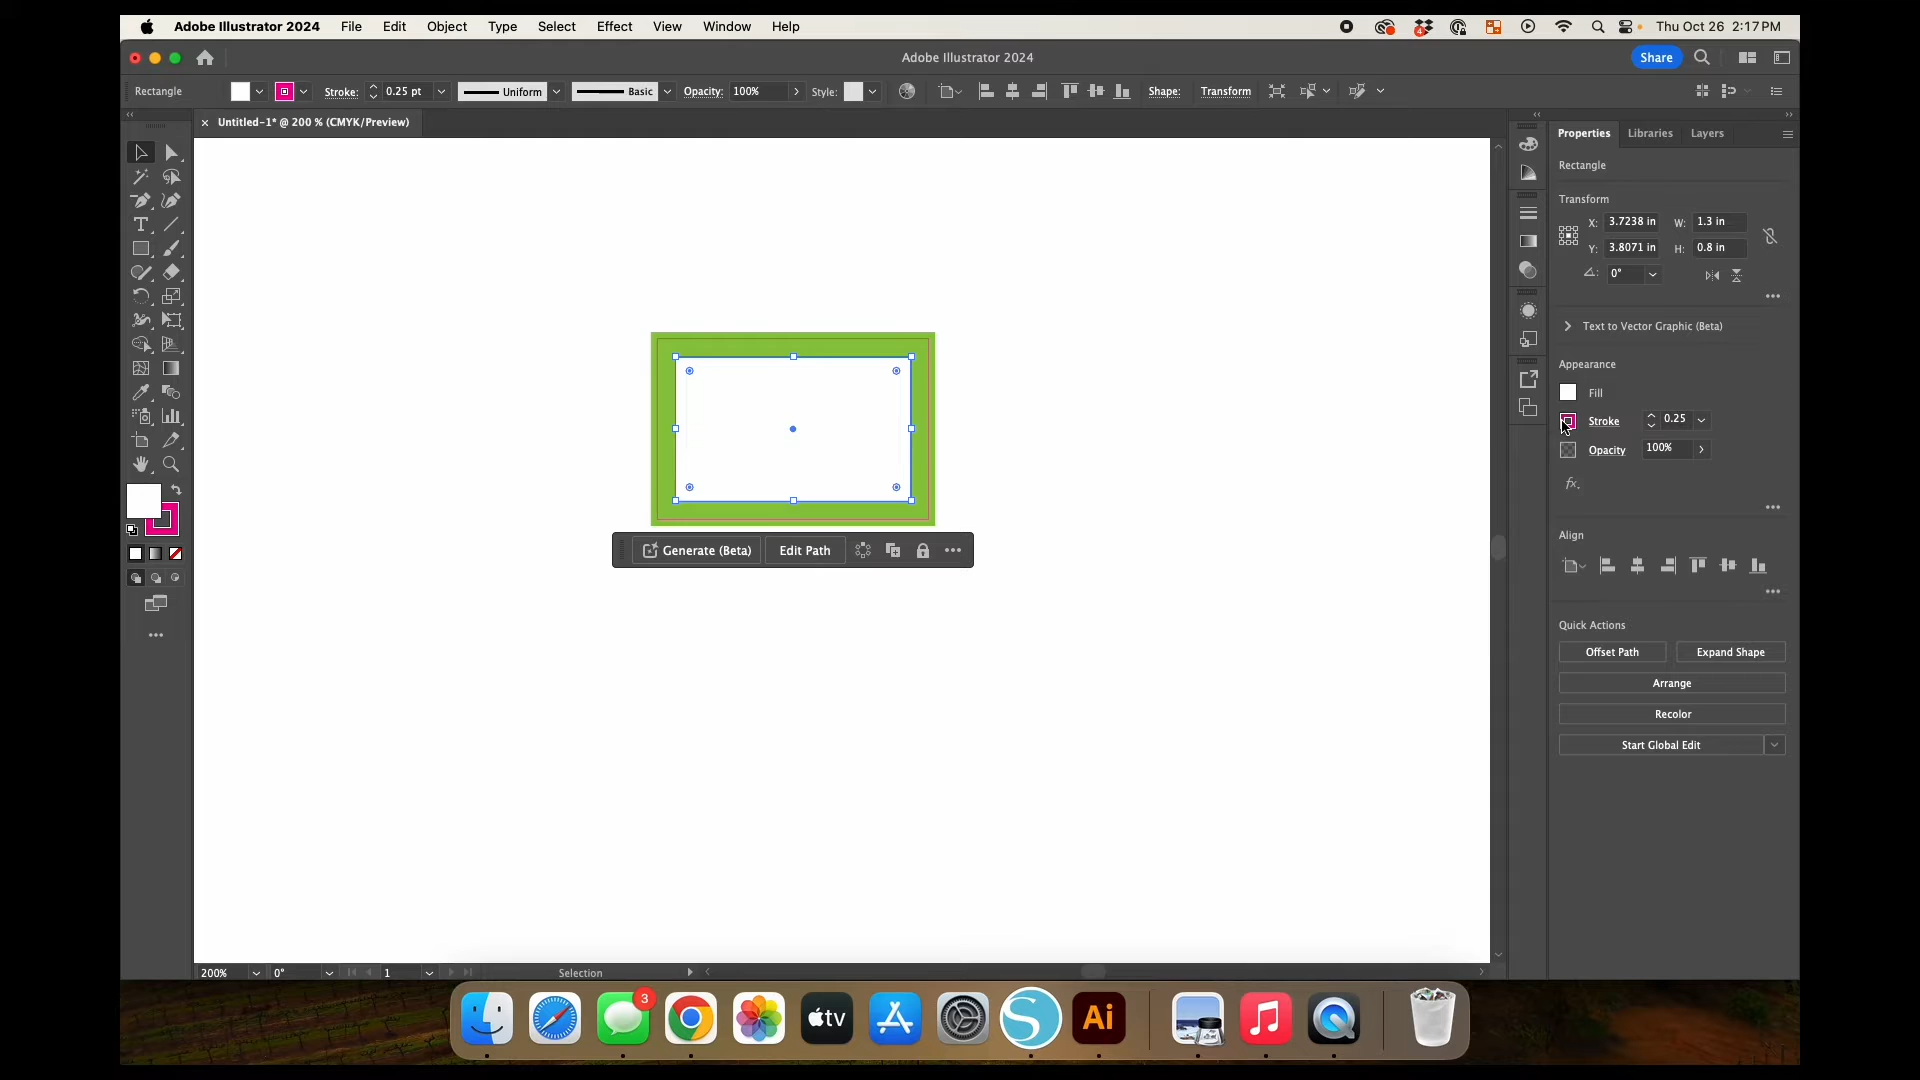 Adobe Illustrator 2024 File Edit Object Type Select Effect View Window Help 4 Thu Oct 26 2:17 PM
Adobe Illustrator 2024 Share
Rectangle Stroke: 0.25 pt Uniform Basic Opacity: 100% Style: Shape: Transform
× Untitled-1* @ 200 % (CMYK/Preview)
Properties Libraries Layers
Rectangle
Transform
X: 3.7238 in W: 1.3 in
Y: 3.8071 in H: 0.8 in
0°
Text to Vector Graphic (Beta)
Appearance
Fill
Stroke 0.25
Opacity 100%
fx.
Align
Generate (Beta) Edit Path
Quick Actions
Offset Path Expand Shape
Arrange
Recolor
Start Global Edit
200% 0° 1 Selection
3
tv
S
Ai